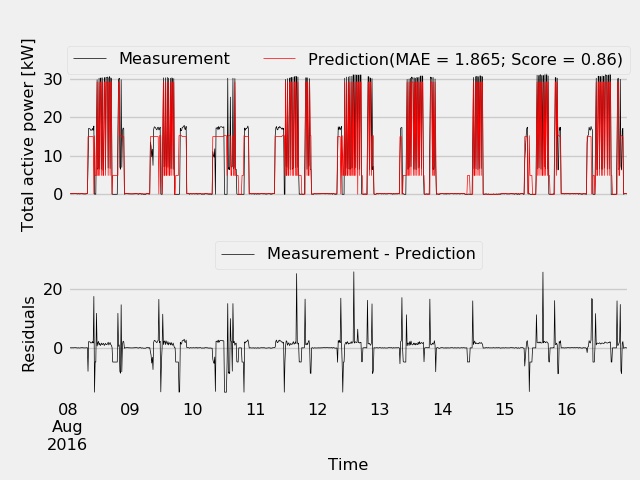 Measurement
Prediction(MAE = 1.865; Score = 0.86)
Total active power [kW]
30
20
10
0
Measurement - Prediction
Residuals
20
0
08 09 10 11 12 13 14 15 16
Aug
2016
Time